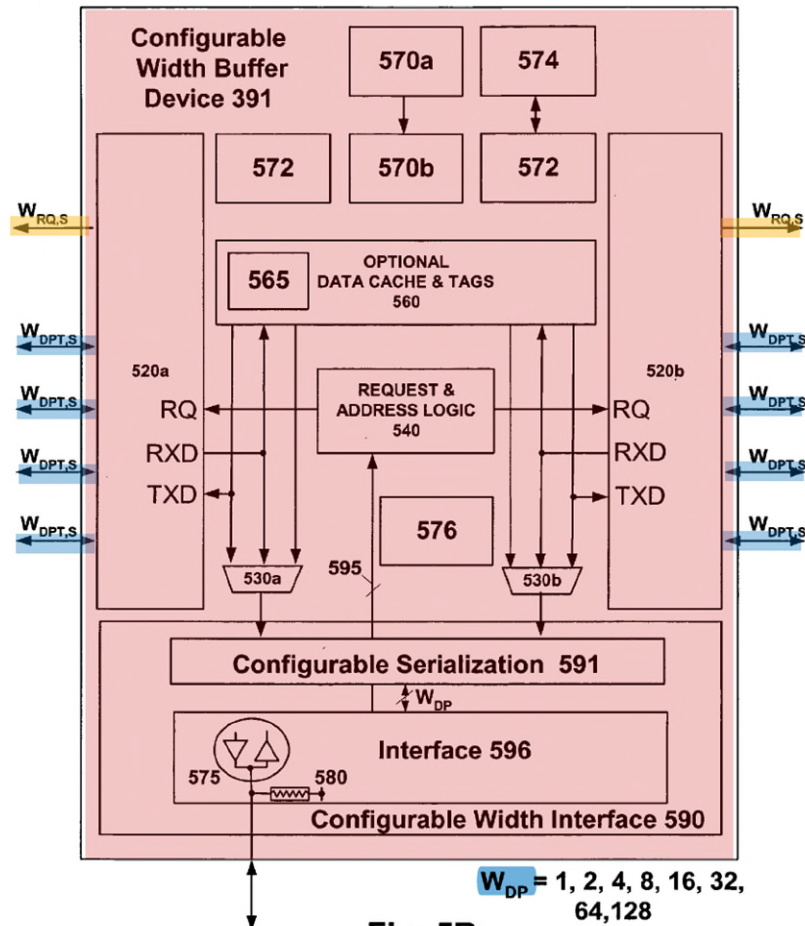 Configurable
Width Buffer
Device 391
570a
574
572
570b
572
W_RQ,S
W_RQ,S
565
OPTIONAL
DATA CACHE & TAGS
560
W_DPT,S
W_DPT,S
520a
520b
REQUEST &
ADDRESS LOGIC
540
W_DPT,S
W_DPT,S
RQ
RQ
RXD
RXD
W_DPT,S
W_DPT,S
TXD
TXD
W_DPT,S
W_DPT,S
576
595
530a
530b
Configurable Serialization 591
W_DP
Interface 596
575
580
Configurable Width Interface 590
W_DP = 1, 2, 4, 8, 16, 32,
64,128